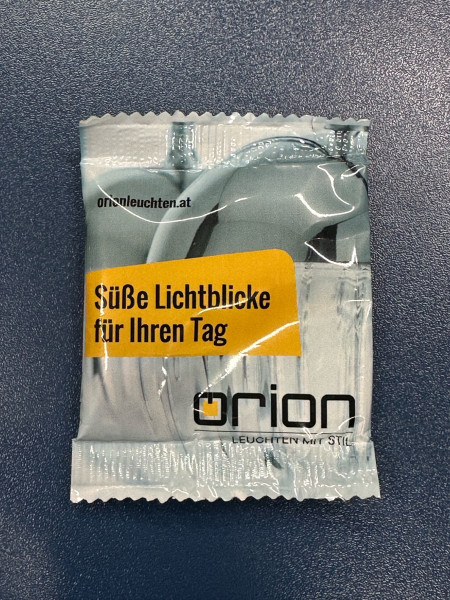 orionleuchten.at
Süße Lichtblicke
für Ihren Tag
orion
LEUCHTEN MIT STIL